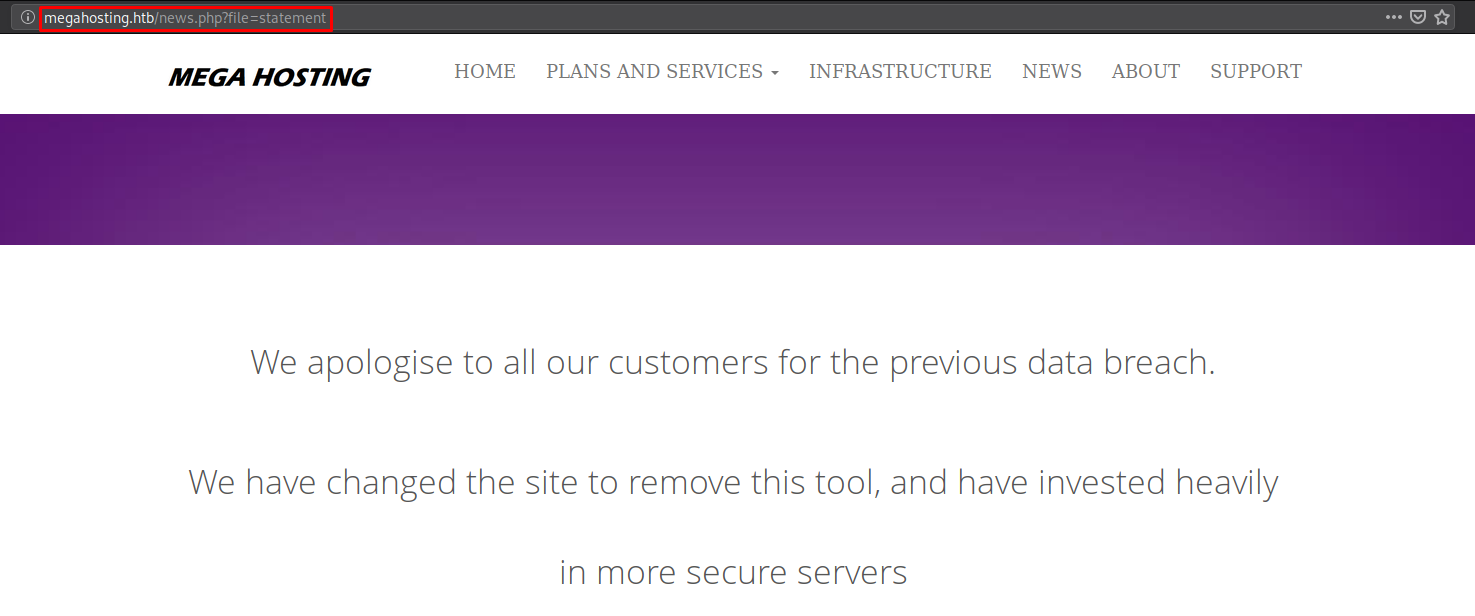 megahosting.htb/news.php?file=statement
MEGA HOSTING
HOME PLANS AND SERVICES INFRASTRUCTURE NEWS ABOUT SUPPORT
We apologise to all our customers for the previous data breach.
We have changed the site to remove this tool, and have invested heavily
in more secure servers